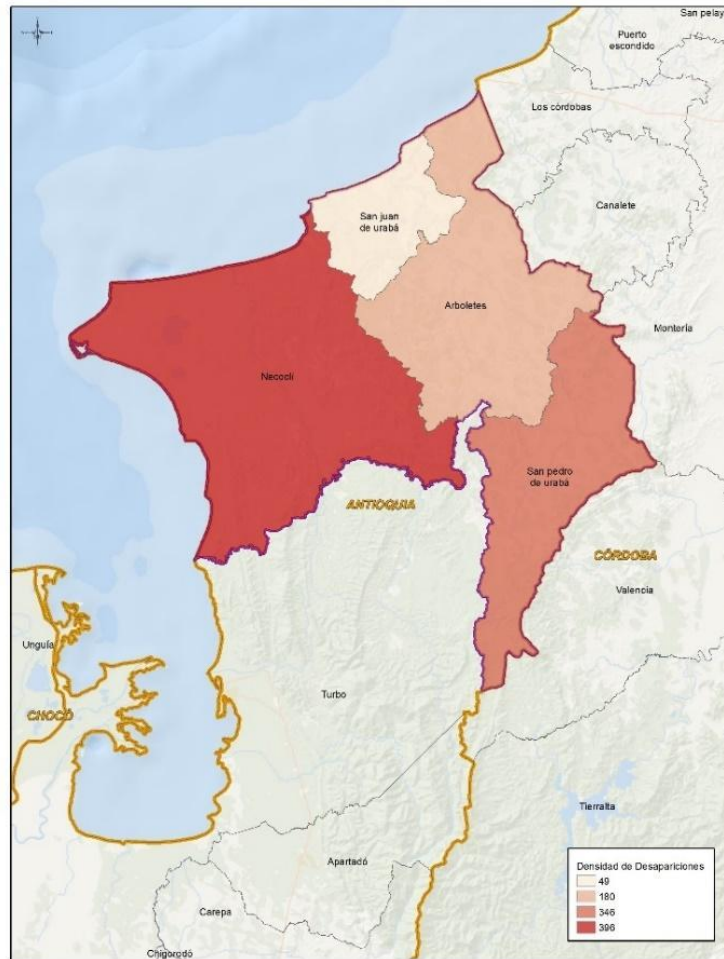 San pelay
Puerto
escondido
Los córdobas
Canalete
San juan
de urabá
Arboletes
Montería
Necoclí
San pedro
de urabá
ANTIOQUIA
CÓRDOBA
Valencia
Unguía
CHOCÓ
Turbo
Tierralta
Apartadó
Carepa
Chigorodó
Densidad de Desapariciones
49
180
346
396